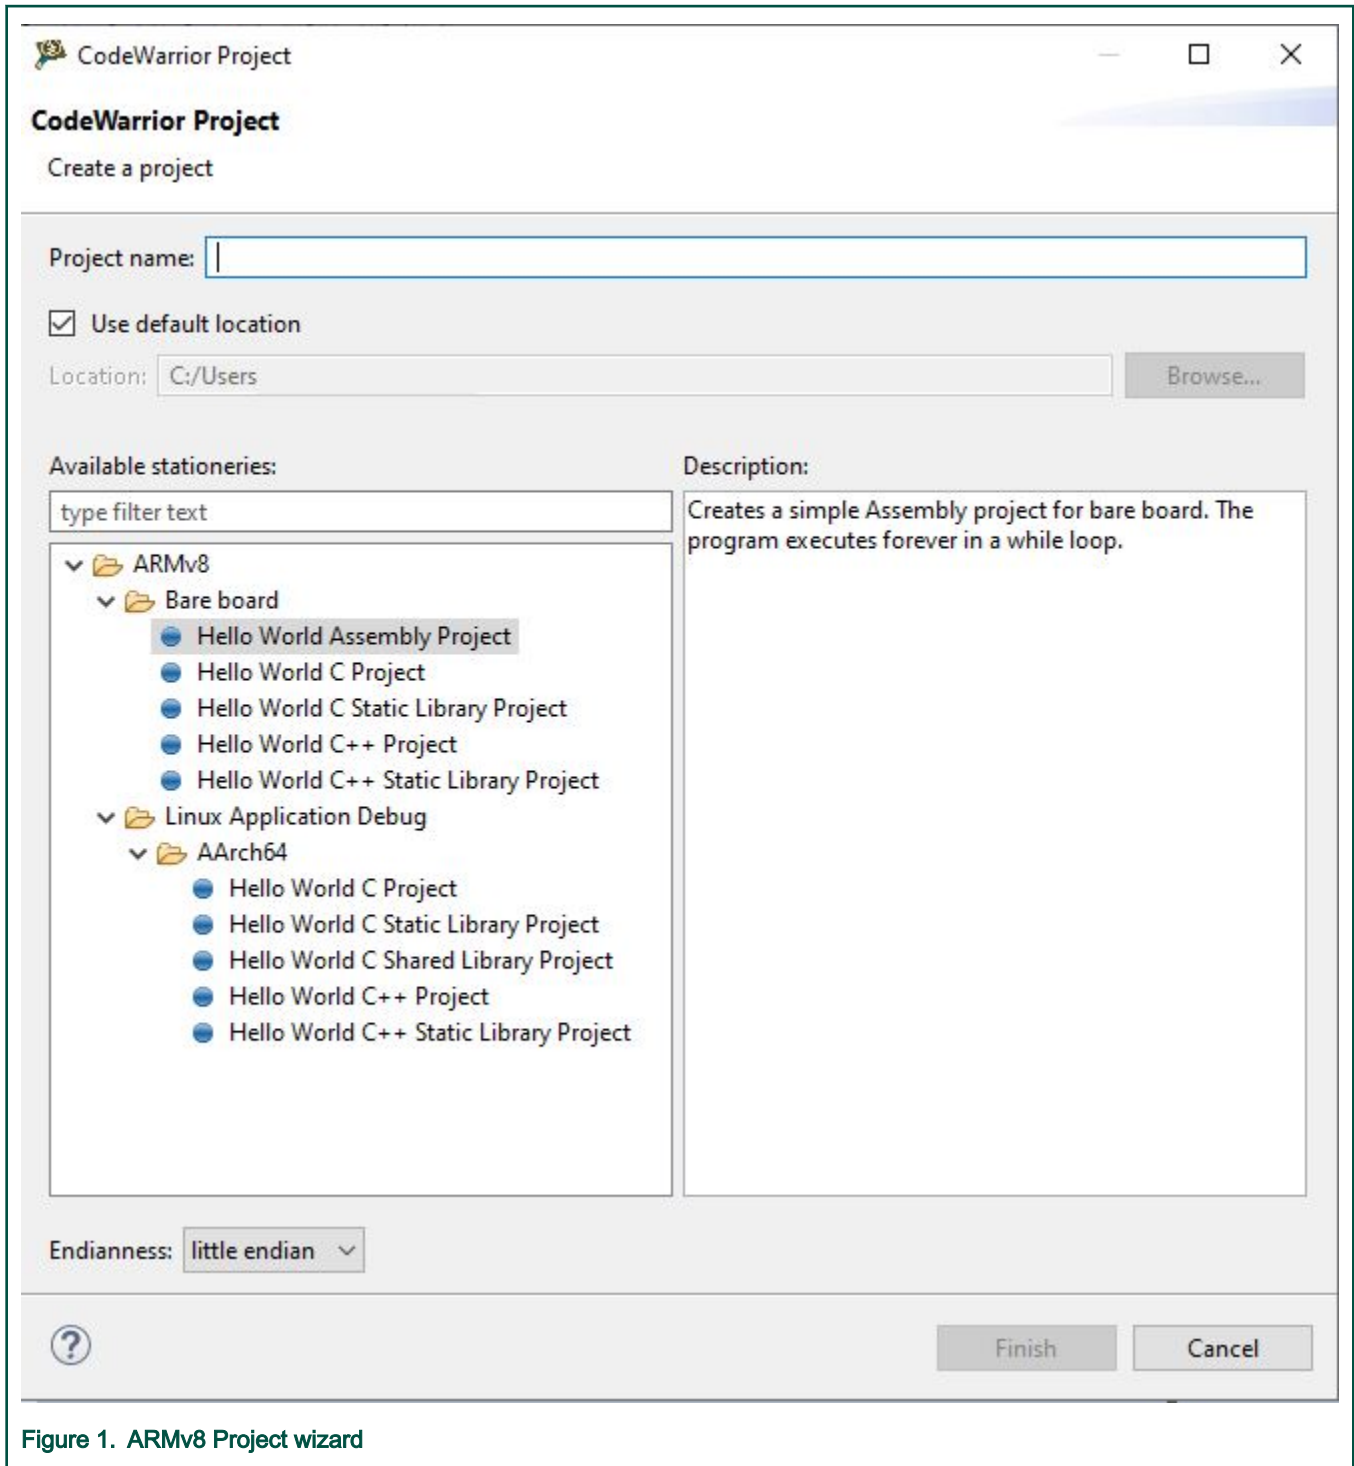 CodeWarrior Project
CodeWarrior Project
Create a project
Project name:
Use default location
Location: C:/Users Browse...
Available stationeries:
type filter text
ARMv8
Bare board
Hello World Assembly Project
Hello World C Project
Hello World C Static Library Project
Hello World C++ Project
Hello World C++ Static Library Project
Linux Application Debug
AArch64
Hello World C Project
Hello World C Static Library Project
Hello World C Shared Library Project
Hello World C++ Project
Hello World C++ Static Library Project
Description:
Creates a simple Assembly project for bare board. The
program executes forever in a while loop.
Endianness: little endian
Finish Cancel
Figure 1. ARMv8 Project wizard